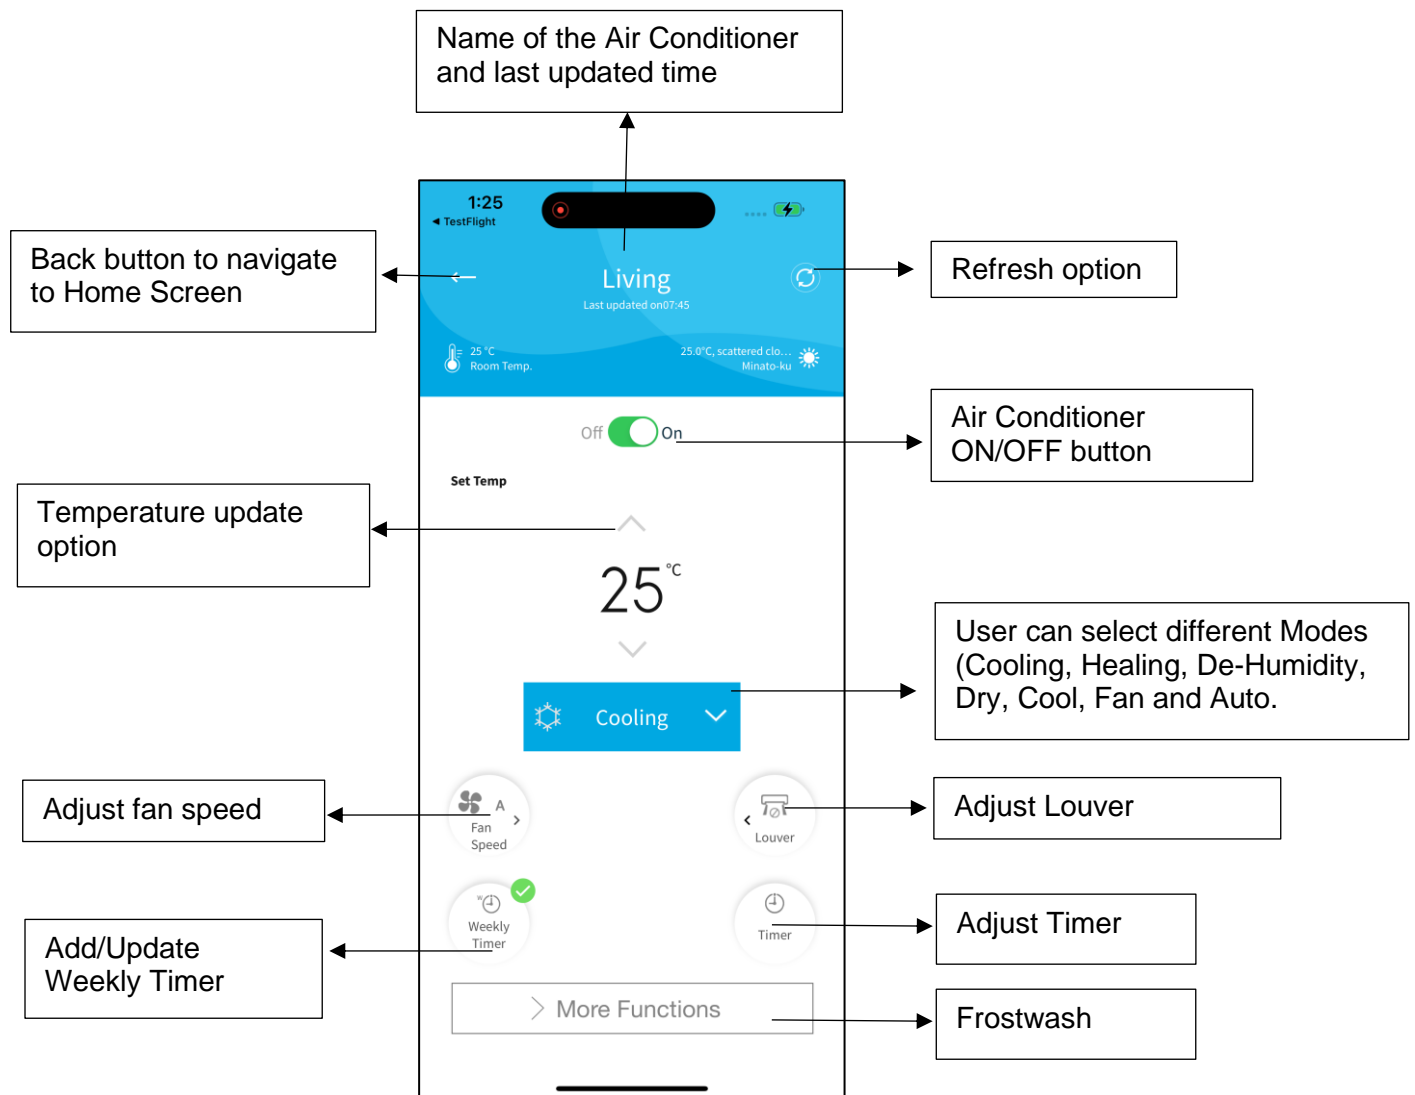 Name of the Air Conditioner
and last updated time
1:25
◀ TestFlight
Back button to navigate
to Home Screen
Living
Last updated on07:45
Refresh option
25 °C
Room Temp.
25.0°C, scattered clo...
Minato-ku
Off On
Air Conditioner
ON/OFF button
Set Temp
Temperature update
option
25 °C
User can select different Modes
(Cooling, Healing, De-Humidity,
Dry, Cool, Fan and Auto.
Cooling
Adjust fan speed
A
Fan
Speed
Louver
Adjust Louver
Add/Update
Weekly Timer
W
Weekly
Timer
Timer
Adjust Timer
More Functions
Frostwash